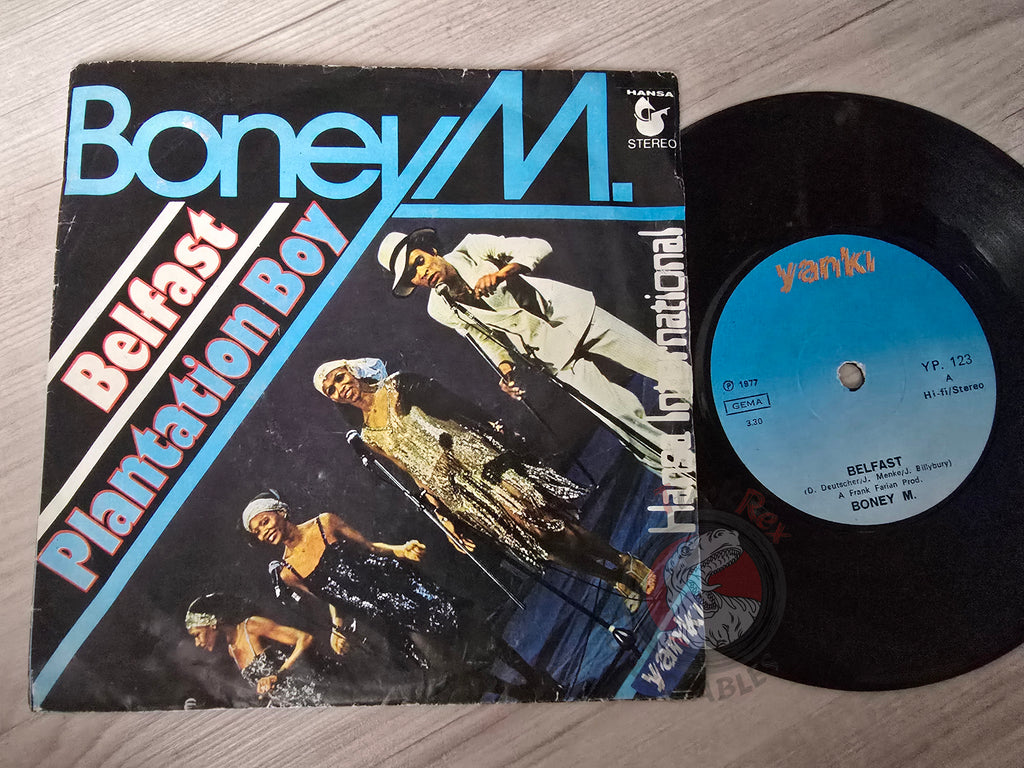 Boney M.
HANSA
STEREO
Belfast
Plantation Boy
Hansa International
yanki
yanki
YP. 123
A
Hi-fi/Stereo
℗ 1977
GEMA
3.30
BELFAST
(D. Deutscher/J. Menke/J. Billybury)
A Frank Farian Prod.
BONEY M.
Rex